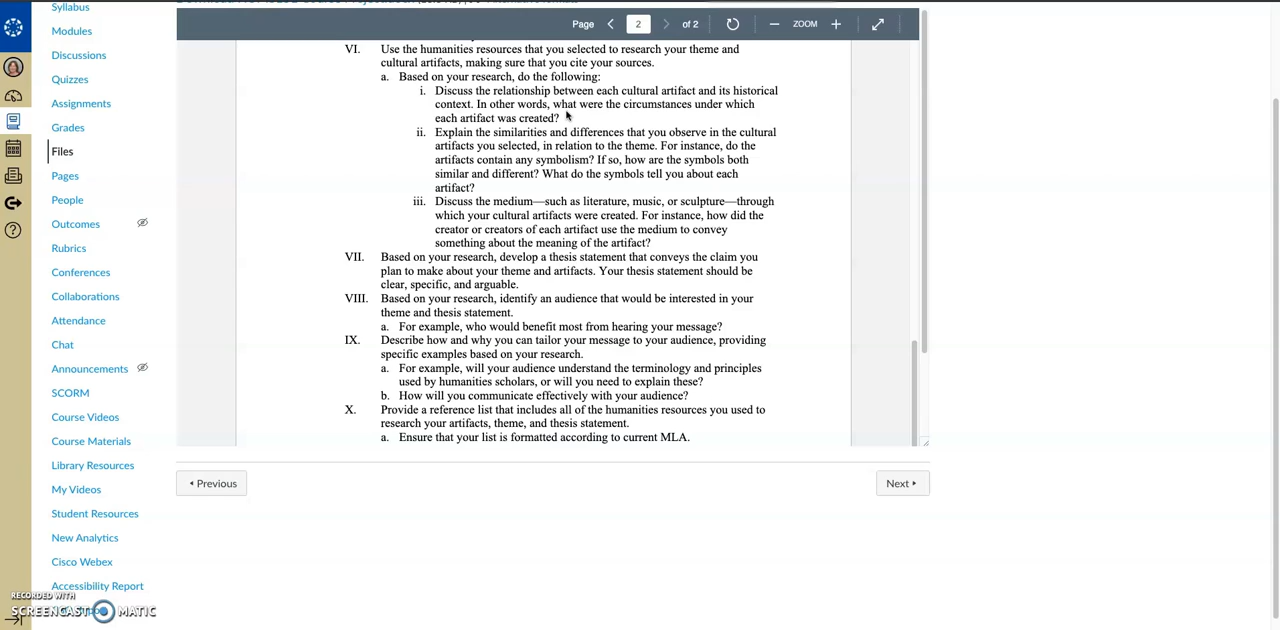 Page 2 of 2 ZOOM
Syllabus
Modules
Discussions
Quizzes
Assignments
Grades
Files
Pages
People
Outcomes
Rubrics
Conferences
Collaborations
Attendance
Chat
Announcements
SCORM
Course Videos
Course Materials
Library Resources
My Videos
Student Resources
New Analytics
Cisco Webex
Accessibility Report
RECORDED WITH
SCREENCAST MATIC
VI. Use the humanities resources that you selected to research your theme and
cultural artifacts, making sure that you cite your sources.
a. Based on your research, do the following:
i. Discuss the relationship between each cultural artifact and its historical
context. In other words, what were the circumstances under which
each artifact was created?
ii. Explain the similarities and differences that you observe in the cultural
artifacts you selected, in relation to the theme. For instance, do the
artifacts contain any symbolism? If so, how are the symbols both
similar and different? What do the symbols tell you about each
artifact?
iii. Discuss the medium—such as literature, music, or sculpture—through
which your cultural artifacts were created. For instance, how did the
creator or creators of each artifact use the medium to convey
something about the meaning of the artifact?
VII. Based on your research, develop a thesis statement that conveys the claim you
plan to make about your theme and artifacts. Your thesis statement should be
clear, specific, and arguable.
VIII. Based on your research, identify an audience that would be interested in your
theme and thesis statement.
a. For example, who would benefit most from hearing your message?
IX. Describe how and why you can tailor your message to your audience, providing
specific examples based on your research.
a. For example, will your audience understand the terminology and principles
used by humanities scholars, or will you need to explain these?
b. How will you communicate effectively with your audience?
X. Provide a reference list that includes all of the humanities resources you used to
research your artifacts, theme, and thesis statement.
a. Ensure that your list is formatted according to current MLA.
Previous
Next